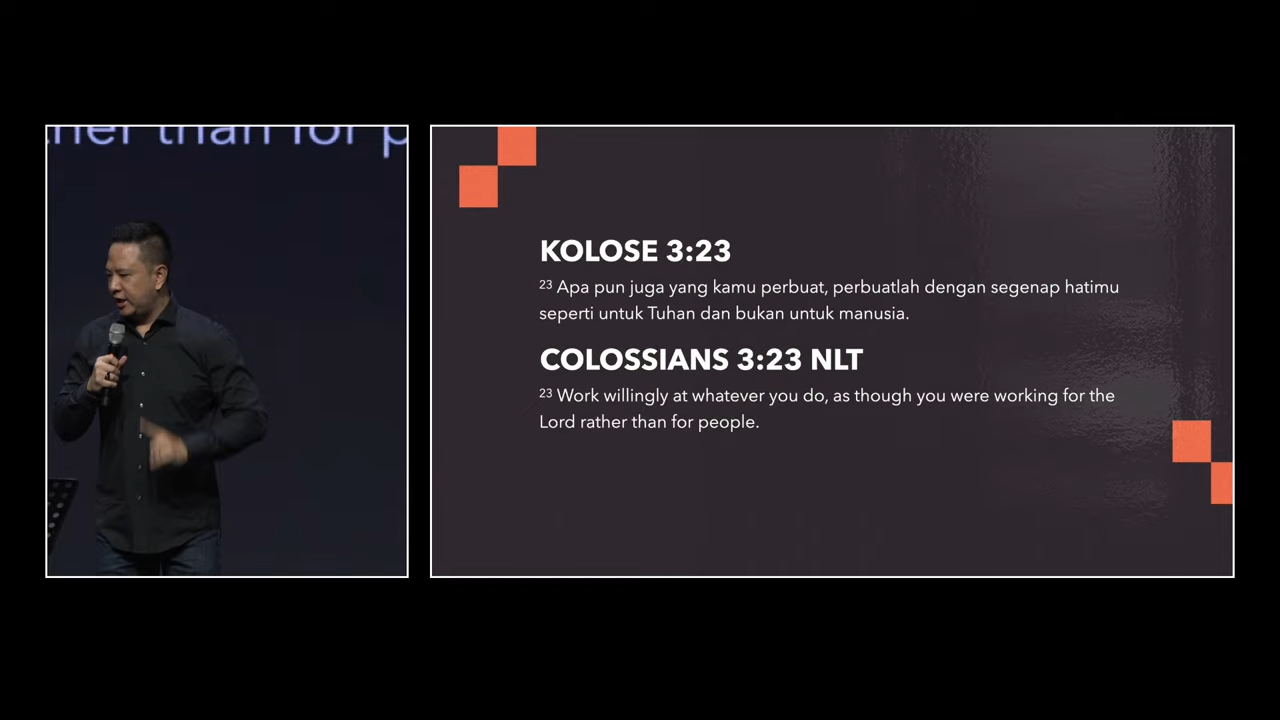 ther than for p
KOLOSE 3:23
23 Apa pun juga yang kamu perbuat, perbuatlah dengan segenap hatimu
seperti untuk Tuhan dan bukan untuk manusia.
COLOSSIANS 3:23 NLT
23 Work willingly at whatever you do, as though you were working for the
Lord rather than for people.